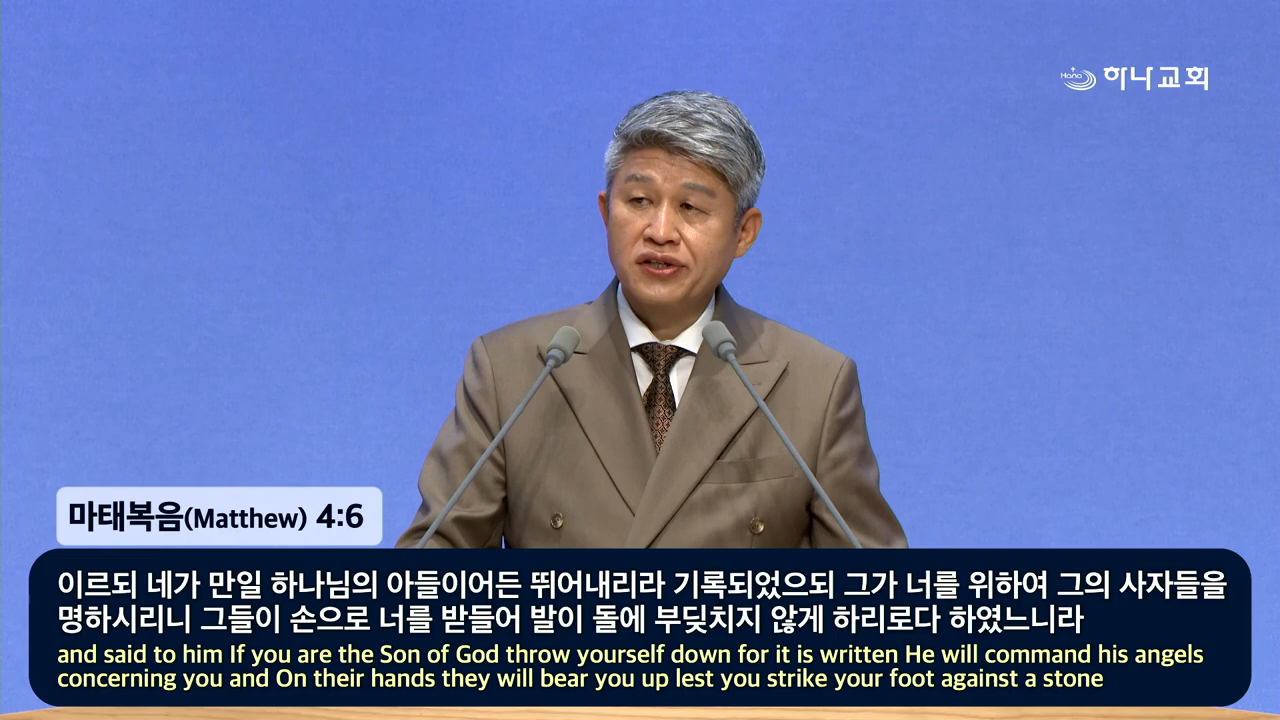 Hana 하나교회
마태복음(Matthew) 4:6
이르되 네가 만일 하나님의 아들이어든 뛰어내리라 기록되었으되 그가 너를 위하여 그의 사자들을
명하시리니 그들이 손으로 너를 받들어 발이 돌에 부딪치지 않게 하리로다 하였느니라
and said to him If you are the Son of God throw yourself down for it is written He will command his angels
concerning you and On their hands they will bear you up lest you strike your foot against a stone